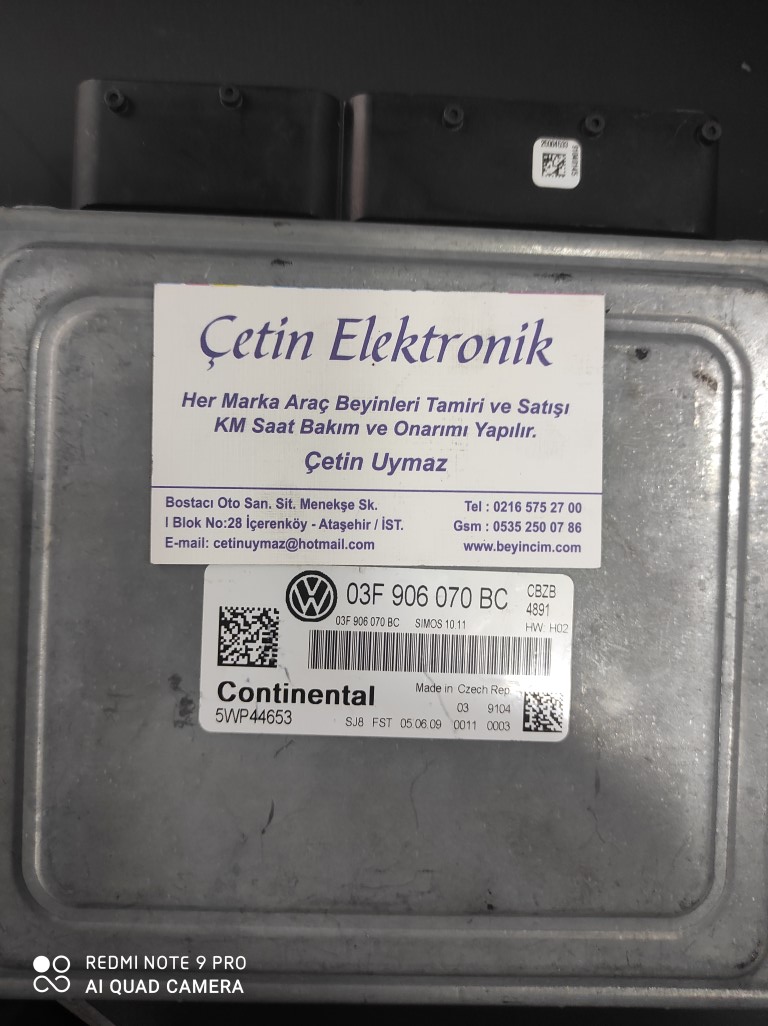 Çetin Elektronik
Her Marka Araç Beyinleri Tamiri ve Satışı
KM Saat Bakım ve Onarımı Yapılır.
Çetin Uymaz
Bostacı Oto San. Sit. Menekşe Sk.
I Blok No:28 İçerenköy - Ataşehir / İST.
E-mail: cetinuymaz@hotmail.com
Tel : 0216 575 27 00
Gsm : 0535 250 07 86
www.beyincim.com
03F 906 070 BC
CBZB
4891
03F 906 070 BC SIMOS 10.11
HW: H02
Continental
5WP44653
Made in Czech Rep.
03 9104
SJ8 FST 05.06.09 0011 0003
REDMI NOTE 9 PRO
AI QUAD CAMERA